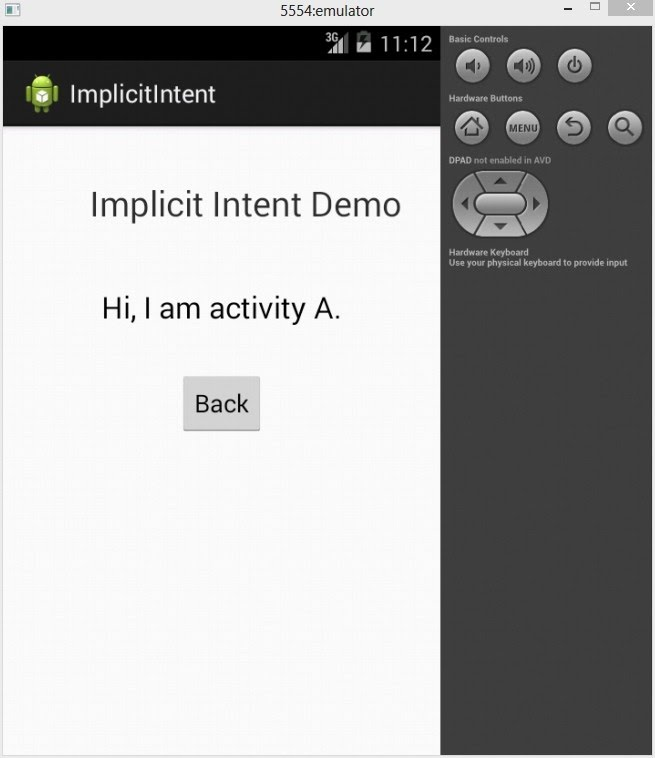 5554:emulator
3G 11:12
ImplicitIntent
Implicit Intent Demo
Hi, I am activity A.
Back
Basic Controls
Hardware Buttons
MENU
DPAD not enabled in AVD
Hardware Keyboard
Use your physical keyboard to provide input